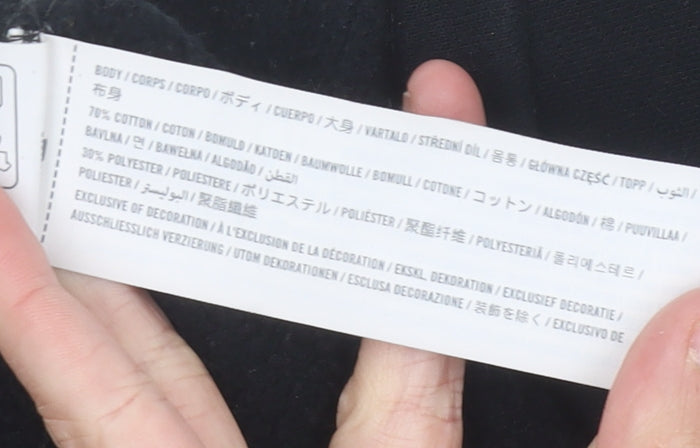 BODY / CORPS / CORPO / ボディ / CUERPO / 大身 / VARTALO / STŘEDNÍ DÍL / 몸통 / GŁÓWNA CZĘŚĆ / TOPP / الثوب /
布身
70% COTTON / COTON / BOMULD / KATOEN / BAUMWOLLE / BOMULL / COTONE / コットン / ALGODÓN / 棉 / PUUVILLAA /
BAVLNA / 면 / BAWEŁNA / ALGODÃO / القطن
30% POLYESTER / POLIESTERE / ポリエステル / POLIÉSTER / 聚酯纤维 / POLYESTERIÄ / 폴리에스테르 /
POLIESTER / البوليستر / 聚脂纖維
EXCLUSIVE OF DECORATION / À L'EXCLUSION DE LA DÉCORATION / EKSKL. DEKORATION / EXCLUSIEF DECORATIE /
AUSSCHLIESSLICH VERZIERUNG / UTOM DEKORATIONEN / ESCLUSA DECORAZIONE / 装飾を除く / EXCLUSIVO DE